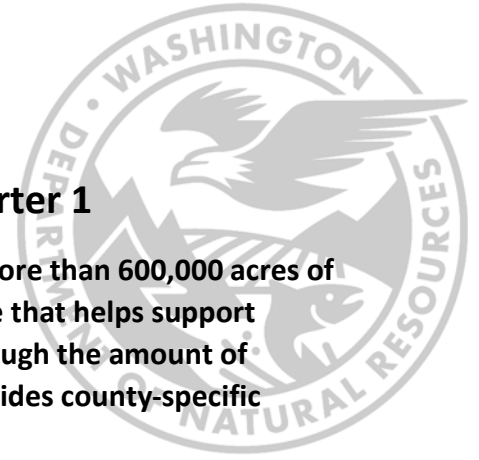 WASHINGTON
DEPARTMENT OF NATURAL RESOURCES
rter 1
ore than 600,000 acres of
e that helps support
ugh the amount of
ides county-specific